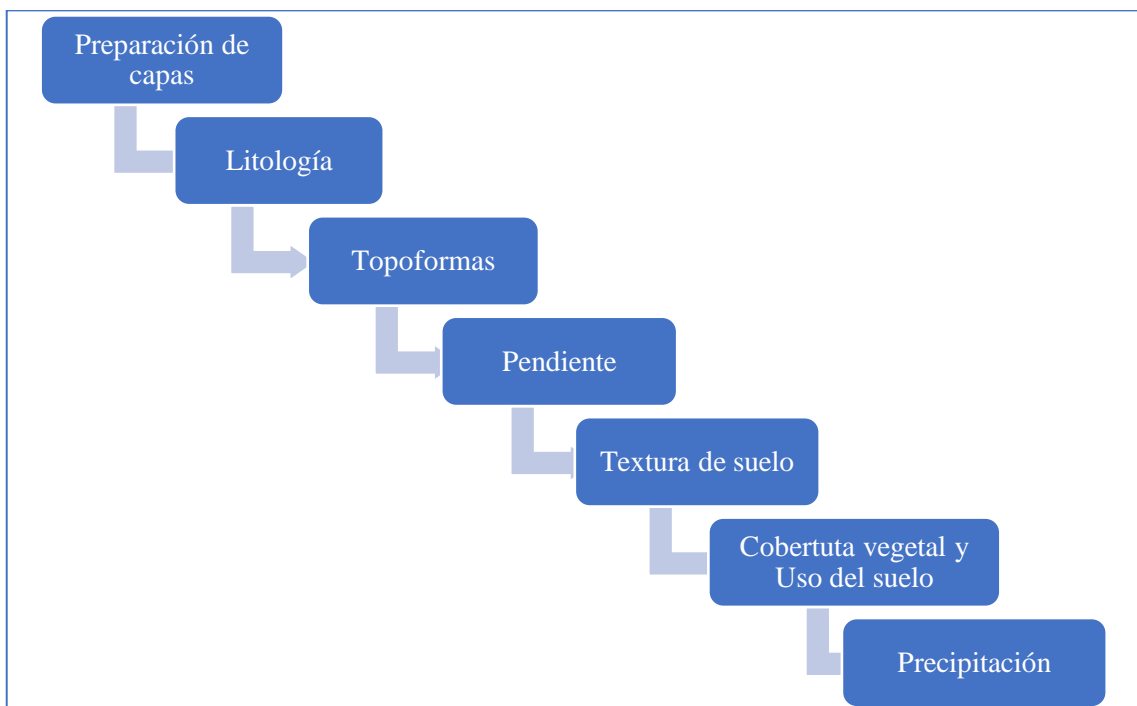 Preparación de
capas
Litología
Topoformas
Pendiente
Textura de suelo
Cobertuta vegetal y
Uso del suelo
Precipitación